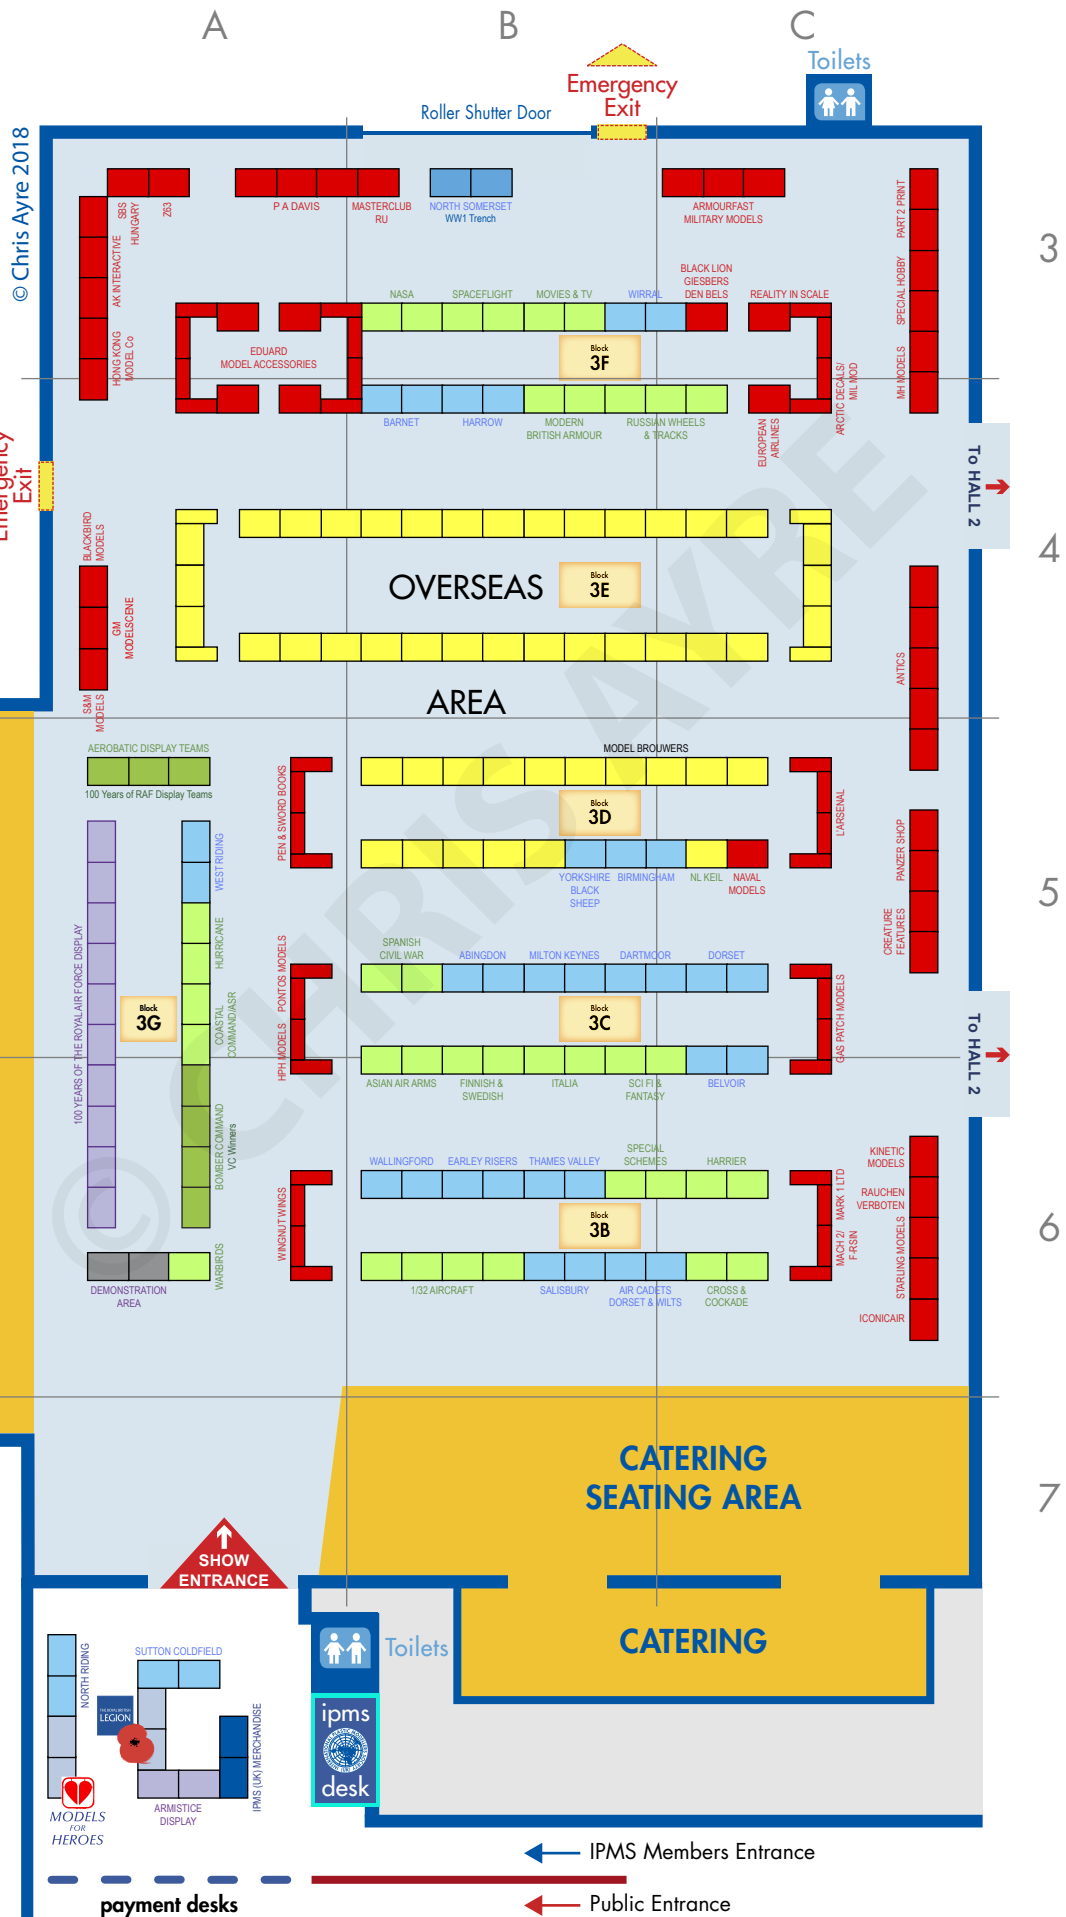 A
B
C
Toilets
Emergency
Exit
Roller Shutter Door
© Chris Ayre 2018
SBS
HUNGARY
Z63
P A DAVIS
MASTERCLUB
RU
NORTH SOMERSET
WW1 Trench
ARMOURFAST
MILITARY MODELS
PART 2 PRINT
3
AK INTERACTIVE
SPECIAL HOBBY
BLACK LION
GIESBERS
DEN BELS
NASA
SPACEFLIGHT
MOVIES & TV
WIRRAL
REALITY IN SCALE
HONG KONG
MODEL Co
EDUARD
MODEL ACCESSORIES
Block
3F
MH MODELS
ARCTIC DECALS/
MIL MOD
BARNET
HARROW
MODERN
BRITISH ARMOUR
RUSSIAN WHEELS
& TRACKS
EUROPEAN
AIRLINES
Emergency
Exit
To HALL 2
BLACKBIRD
MODELS
4
OVERSEAS
Block
3E
GM
MODELSCENE
ANTICS
S&M
MODELS
AREA
AEROBATIC DISPLAY TEAMS
100 Years of RAF Display Teams
MODEL BROUWERS
PEN & SWORD BOOKS
Block
3D
L'ARSENAL
PANZER SHOP
WEST RIDING
YORKSHIRE
BLACK
SHEEP
BIRMINGHAM
NL KEIL
NAVAL
MODELS
5
CREATURE
FEATURES
HURRICANE
100 YEARS OF THE ROYAL AIR FORCE DISPLAY
SPANISH
CIVIL WAR
ABINGDON
MILTON KEYNES
DARTMOOR
DORSET
PONTOS MODELS
Block
3G
COASTAL
COMMAND/ASR
Block
3C
GAS PATCH MODELS
HPH MODELS
To HALL 2
ASIAN AIR ARMS
FINNISH &
SWEDISH
ITALIA
SCI FI &
FANTASY
BELVOIR
BOMBER COMMAND
VC Winners
KINETIC
MODELS
WALLINGFORD
EARLEY RISERS
THAMES VALLEY
SPECIAL
SCHEMES
HARRIER
MARK 1 LTD
RAUCHEN
VERBOTEN
WINGNUT WINGS
Block
3B
6
MACH 2/
F-RSIN
STARLING MODELS
WARBIRDS
DEMONSTRATION
AREA
1/32 AIRCRAFT
SALISBURY
AIR CADETS
DORSET & WILTS
CROSS &
COCKADE
ICONICAIR
© CHRIS AYRE
CATERING
SEATING AREA
7
SHOW
ENTRANCE
CATERING
Toilets
NORTH RIDING
SUTTON COLDFIELD
LEGION
IPMS (UK) MERCHANDISE
ipms
desk
ARMISTICE
DISPLAY
MODELS
FOR
HEROES
IPMS Members Entrance
payment desks
Public Entrance